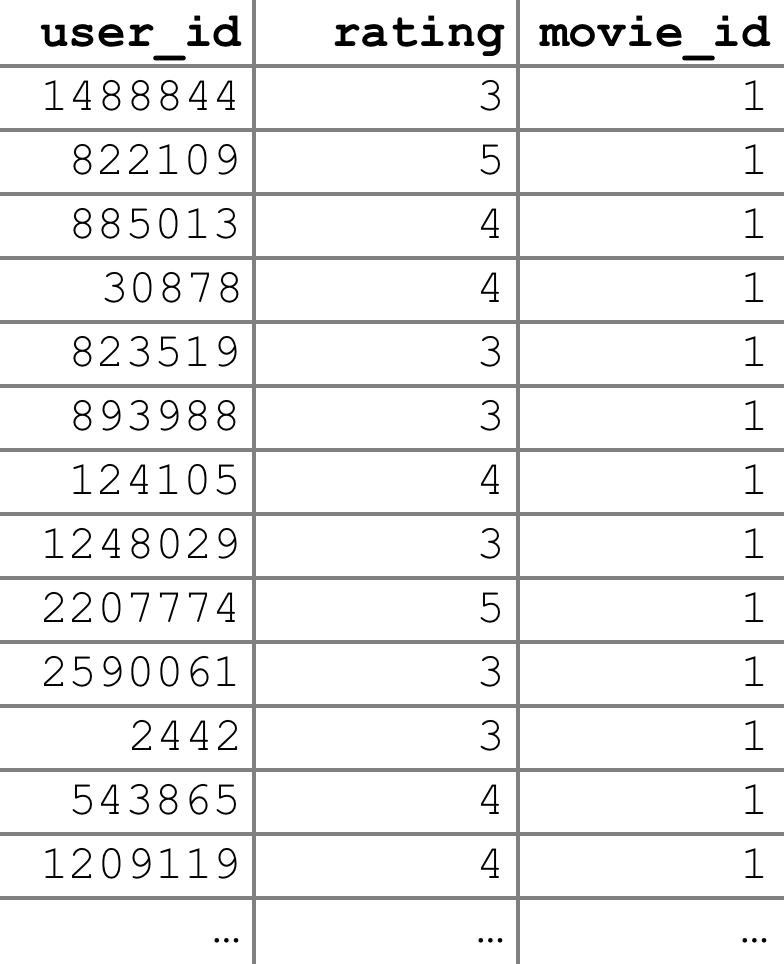 user_id rating movie_id
1488844 3 1
822109 5 1
885013 4 1
30878 4 1
823519 3 1
893988 3 1
124105 4 1
1248029 3 1
2207774 5 1
2590061 3 1
2442 3 1
543865 4 1
1209119 4 1
… … …